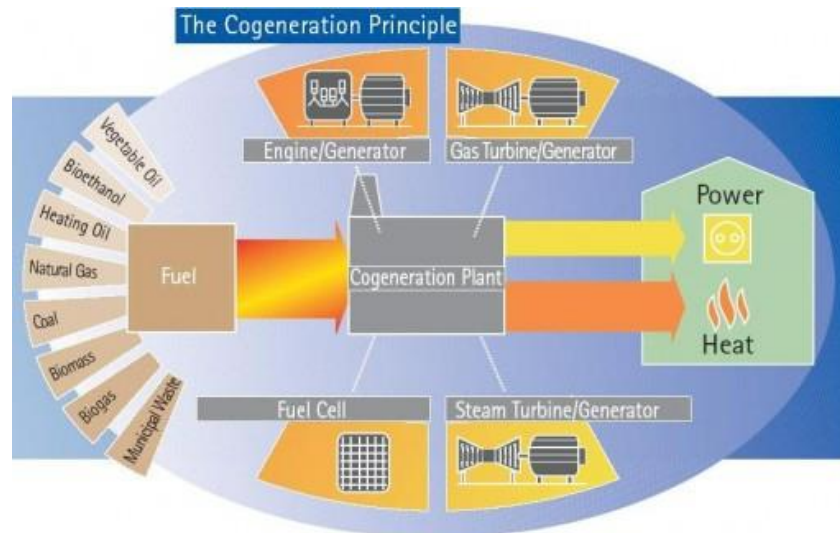 The Cogeneration Principle
Engine/Generator
Gas Turbine/Generator
Vegetable Oil
Bioethanol
Heating Oil
Natural Gas
Coal
Biomass
Biogas
Municipal Waste
Fuel
Cogeneration Plant
Power
Heat
Fuel Cell
Steam Turbine/Generator